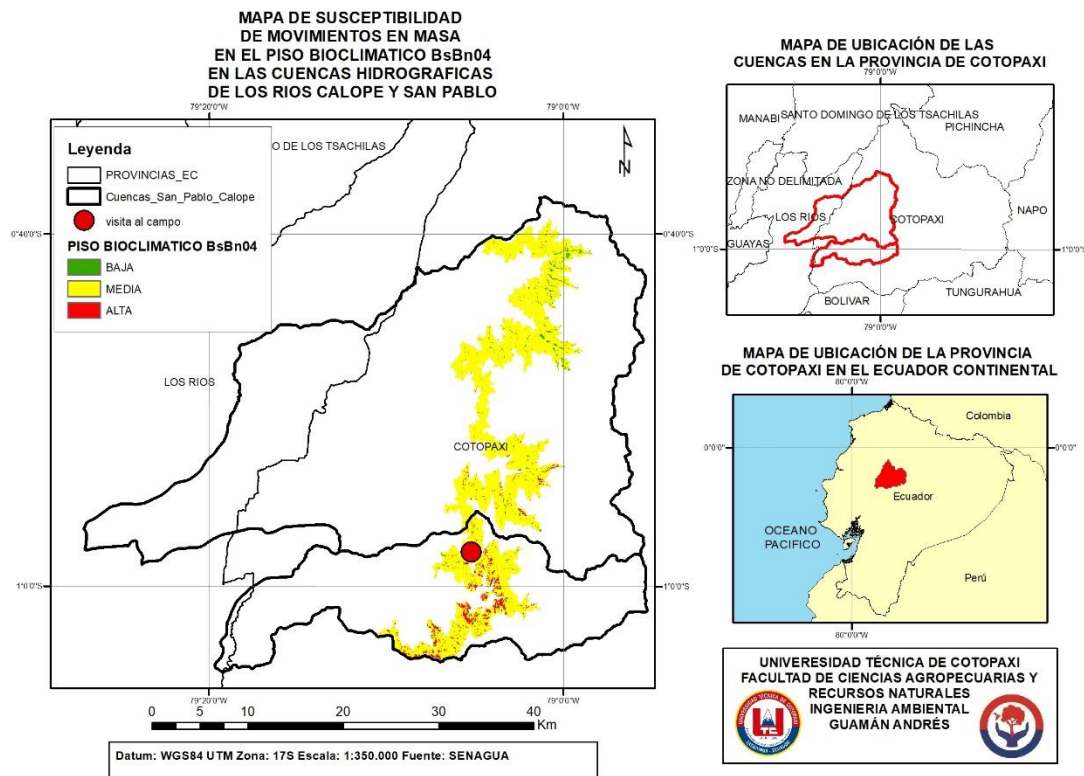 MAPA DE SUSCEPTIBILIDAD
DE MOVIMIENTOS EN MASA
EN EL PISO BIOCLIMATICO BsBn04
EN LAS CUENCAS HIDROGRAFICAS
DE LOS RIOS CALOPE Y SAN PABLO
79°20'0"W
79°0'0"W
Leyenda
PROVINCIAS_EC
Cuencas_San_Pablo_Calope
visita al campo
PISO BIOCLIMATICO BsBn04
BAJA
MEDIA
ALTA
O DE LOS TSACHILAS
Z
0°40'0"S
0°40'0"S
LOS RIOS
COTOPAXI
1°0'0"S
1°0'0"S
79°20'0"W
79°0'0"W
0 5 10 20 30 40
Km
Datum: WGS84 UTM Zona: 17S Escala: 1:350.000 Fuente: SENAGUA
MAPA DE UBICACIÓN DE LAS
CUENCAS EN LA PROVINCIA DE COTOPAXI
79°0'0"W
MANABI
SANTO DOMINGO DE LOS TSACHILAS
PICHINCHA
ZONA NO DELIMITADA
NAPO
LOS RIOS
COTOPAXI
GUAYAS
1°0'0"S
1°0'0"S
TUNGURAHUA
BOLIVAR
79°0'0"W
MAPA DE UBICACIÓN DE LA PROVINCIA
DE COTOPAXI EN EL ECUADOR CONTINENTAL
80°0'0"W
Colombia
0°0'0"
0°0'0"
Ecuador
OCEANO
PACIFICO
Perú
80°0'0"W
UNIVERESIDAD TÉCNICA DE COTOPAXI
FACULTAD DE CIENCIAS AGROPECUARIAS Y
RECURSOS NATURALES
INGENIERIA AMBIENTAL
GUAMÁN ANDRÉS